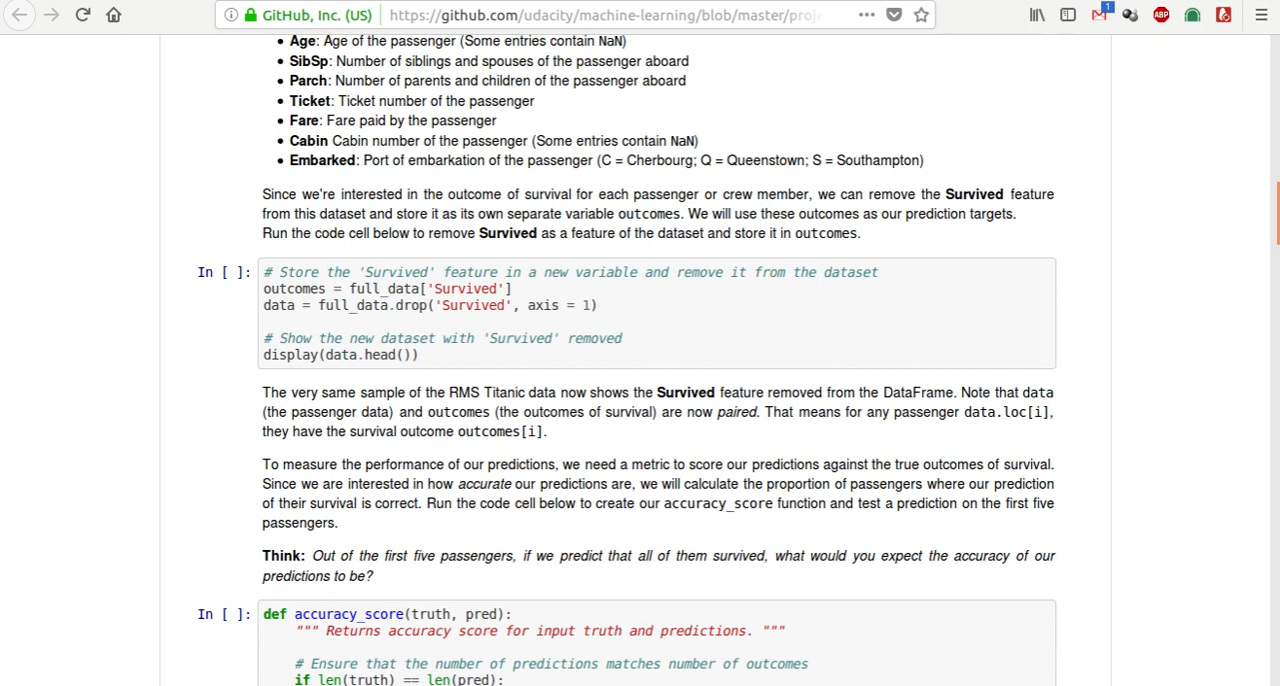 GitHub, Inc. (US) https://github.com/udacity/machine-learning/blob/master/proj
1
ABP
Age: Age of the passenger (Some entries contain NaN)
SibSp: Number of siblings and spouses of the passenger aboard
Parch: Number of parents and children of the passenger aboard
Ticket: Ticket number of the passenger
Fare: Fare paid by the passenger
Cabin Cabin number of the passenger (Some entries contain NaN)
Embarked: Port of embarkation of the passenger (C = Cherbourg; Q = Queenstown; S = Southampton)
Since we're interested in the outcome of survival for each passenger or crew member, we can remove the Survived feature
from this dataset and store it as its own separate variable outcomes. We will use these outcomes as our prediction targets.
Run the code cell below to remove Survived as a feature of the dataset and store it in outcomes.
In [ ]: # Store the 'Survived' feature in a new variable and remove it from the dataset
outcomes = full_data['Survived']
data = full_data.drop('Survived', axis = 1)
# Show the new dataset with 'Survived' removed
display(data.head())
The very same sample of the RMS Titanic data now shows the Survived feature removed from the DataFrame. Note that data
(the passenger data) and outcomes (the outcomes of survival) are now paired. That means for any passenger data.loc[i],
they have the survival outcome outcomes[i].
To measure the performance of our predictions, we need a metric to score our predictions against the true outcomes of survival.
Since we are interested in how accurate our predictions are, we will calculate the proportion of passengers where our prediction
of their survival is correct. Run the code cell below to create our accuracy_score function and test a prediction on the first five
passengers.
Think: Out of the first five passengers, if we predict that all of them survived, what would you expect the accuracy of our
predictions to be?
In [ ]: def accuracy_score(truth, pred):
""" Returns accuracy score for input truth and predictions. """
# Ensure that the number of predictions matches number of outcomes
if len(truth) == len(pred):